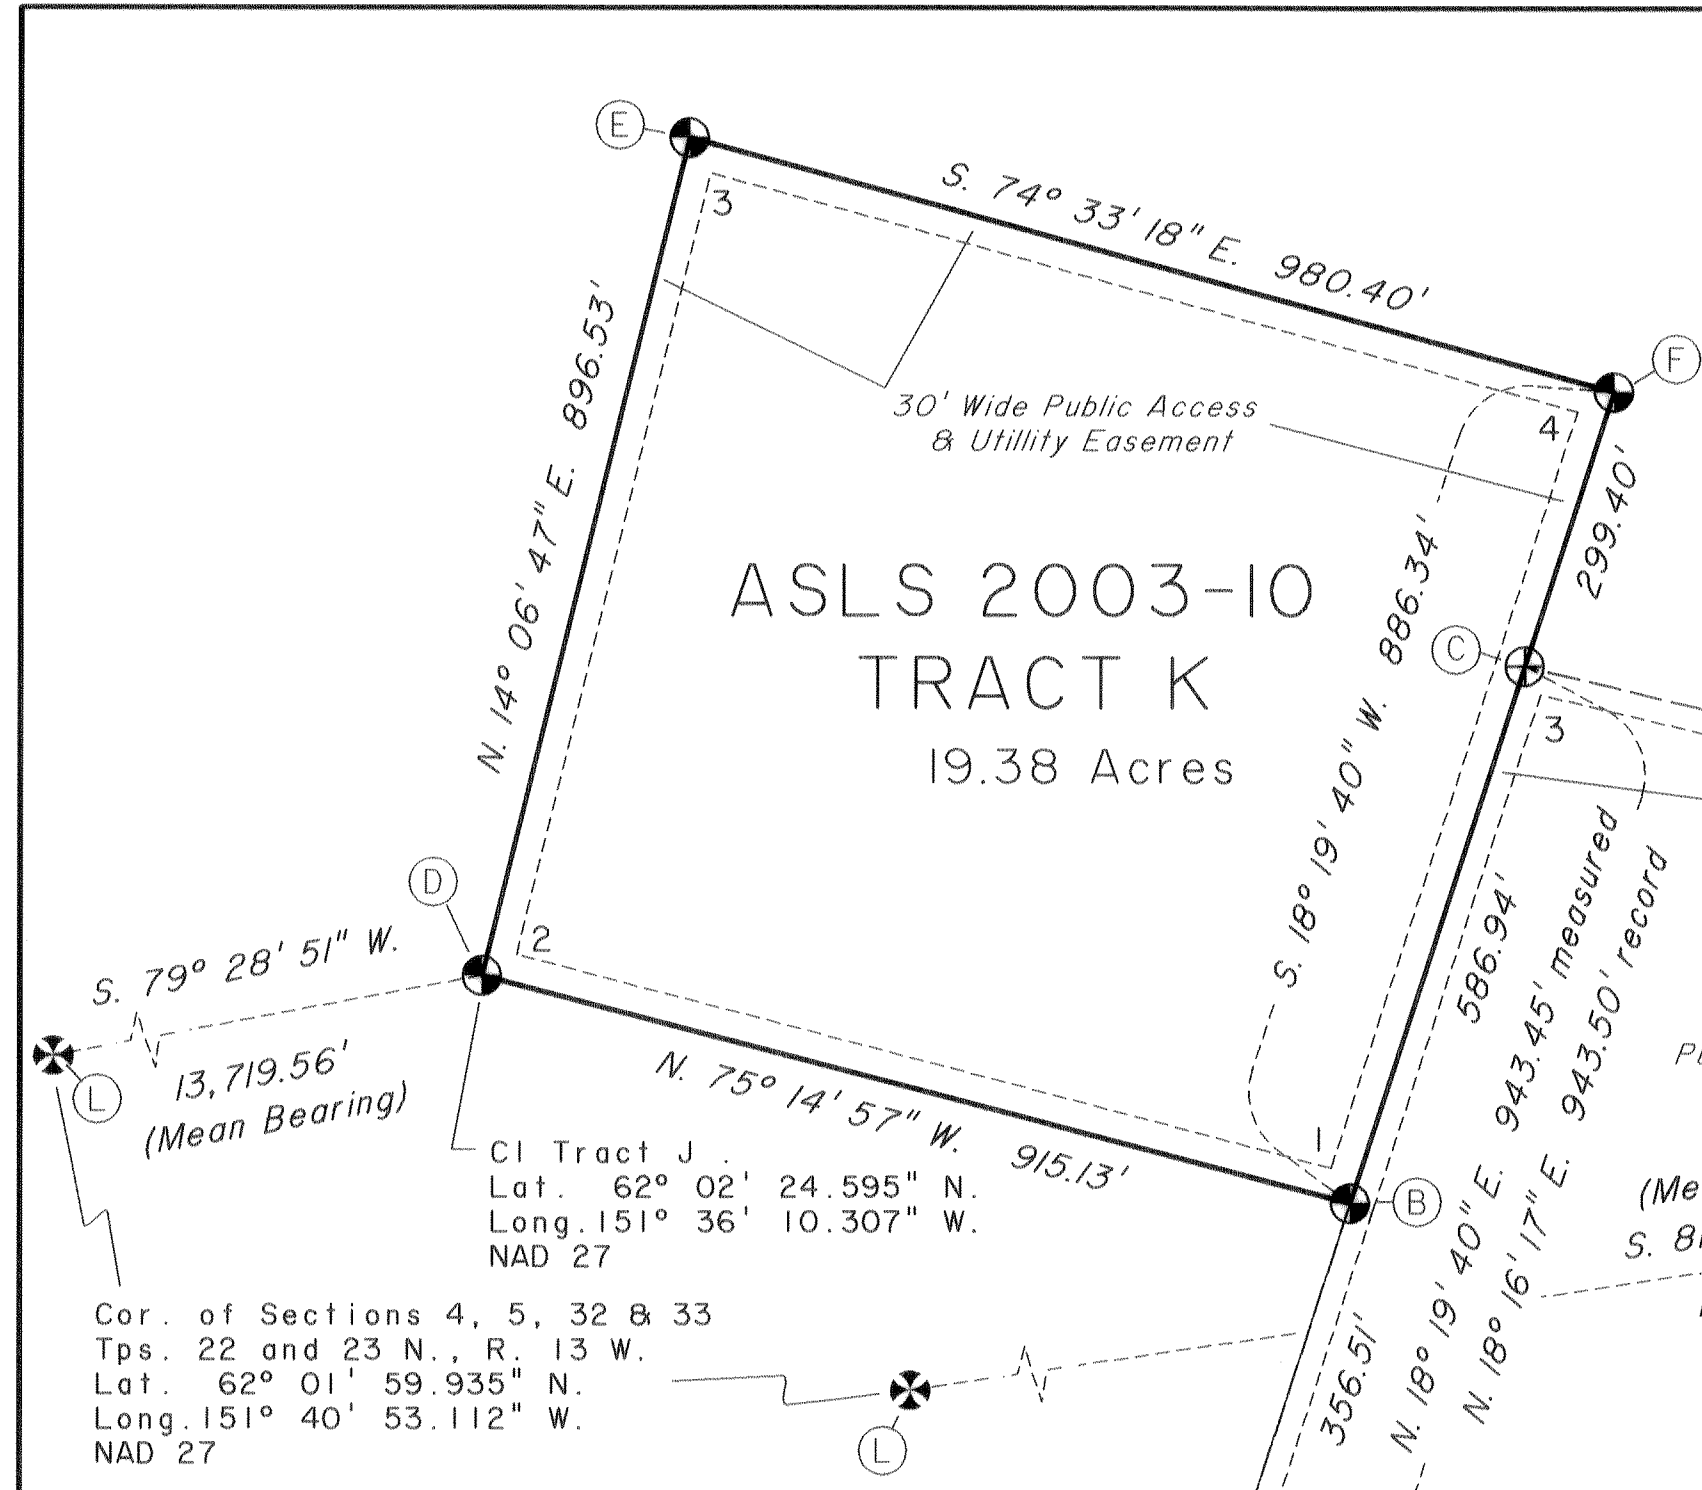 E
3
S. 74° 33' 18" E. 980.40'
F
30' Wide Public Access
& Utillity Easement
4
N. 14° 06' 47" E. 896.53'
299.40'
ASLS 2003-10
TRACT K
19.38 Acres
S. 18° 19' 40" W. 886.34'
C
3
D
2
S. 79° 28' 51" W.
13,719.56'
(Mean Bearing)
L
N. 75° 14' 57" W. 915.13'
1
B
586.94'
N. 18° 19' 40" E. 943.45' measured
N. 18° 16' 17" E. 943.50' record
(Me
S. 8
C1 Tract J
Lat. 62° 02' 24.595" N.
Long. 151° 36' 10.307" W.
NAD 27
Cor. of Sections 4, 5, 32 & 33
Tps. 22 and 23 N., R. 13 W.
Lat. 62° 01' 59.935" N.
Long. 151° 40' 53.112" W.
NAD 27
L
356.51'